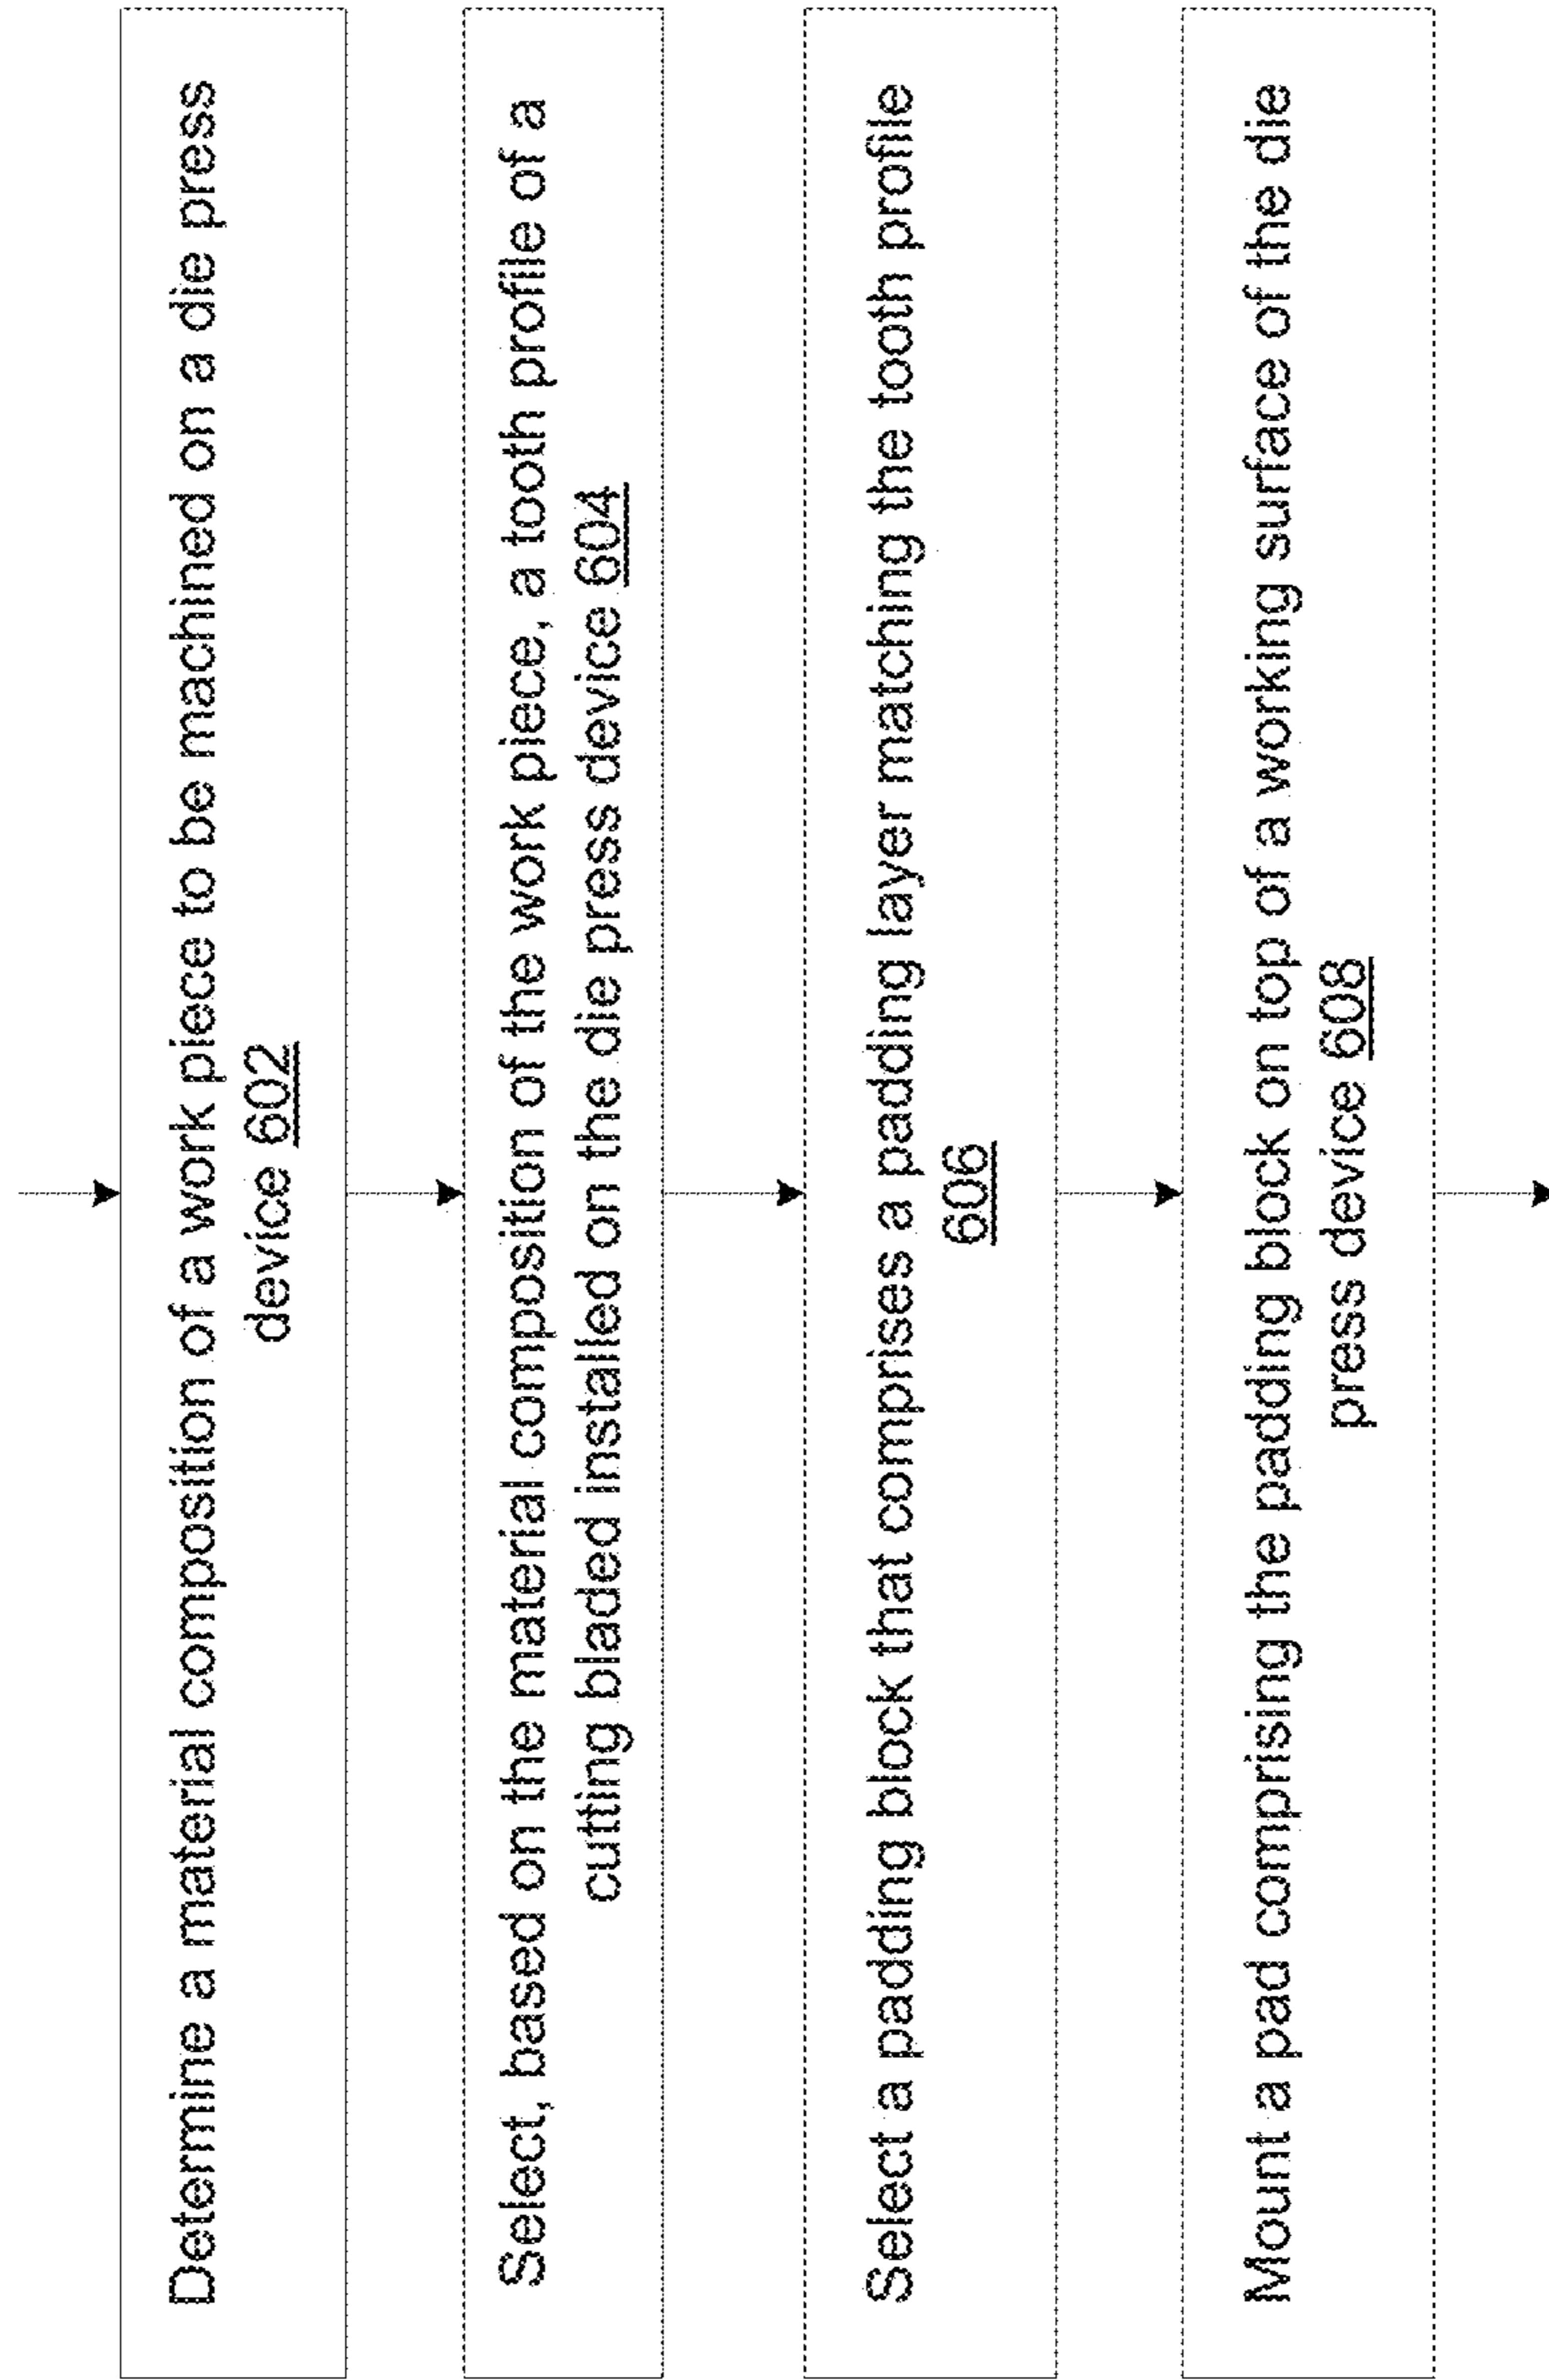 Determine a material composition of a work piece to be machined on a die press
device 602
Select, based on the material composition of the work piece, a tooth profile of a
cutting bladed installed on the die press device 604
Select a padding block that comprises a padding layer matching the tooth profile
606
Mount a pad comprising the padding block on top of a working surface of the die
press device 608